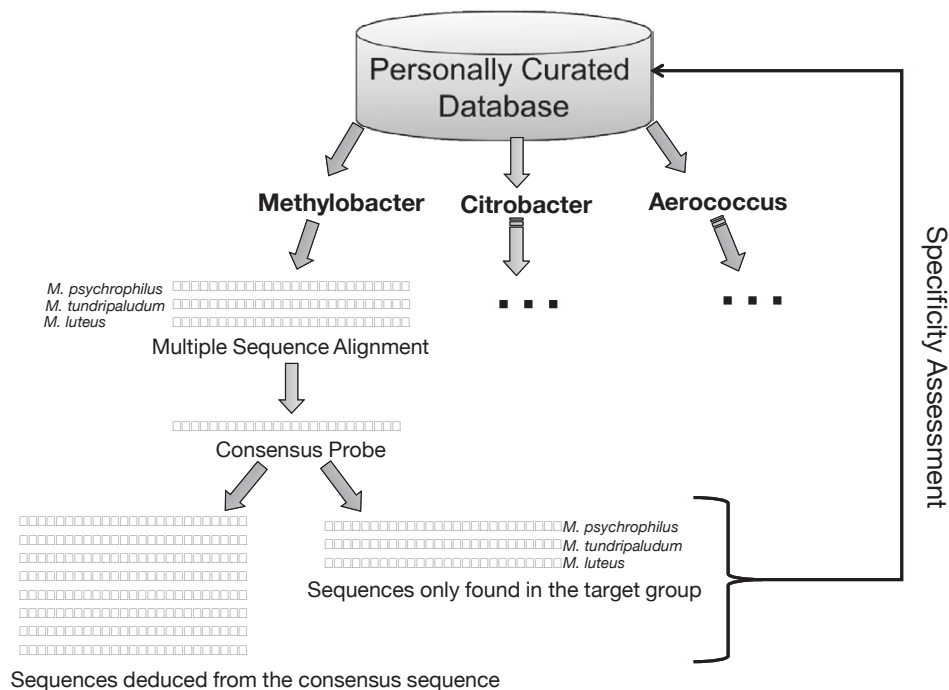 Personally Curated
Database
Methylobacter
Citrobacter
Aerococcus
M. psychrophilus
M. tundripaludum
M. luteus
Multiple Sequence Alignment
Consensus Probe
M. psychrophilus
M. tundripaludum
M. luteus
Sequences only found in the target group
Sequences deduced from the consensus sequence
Specificity Assessment